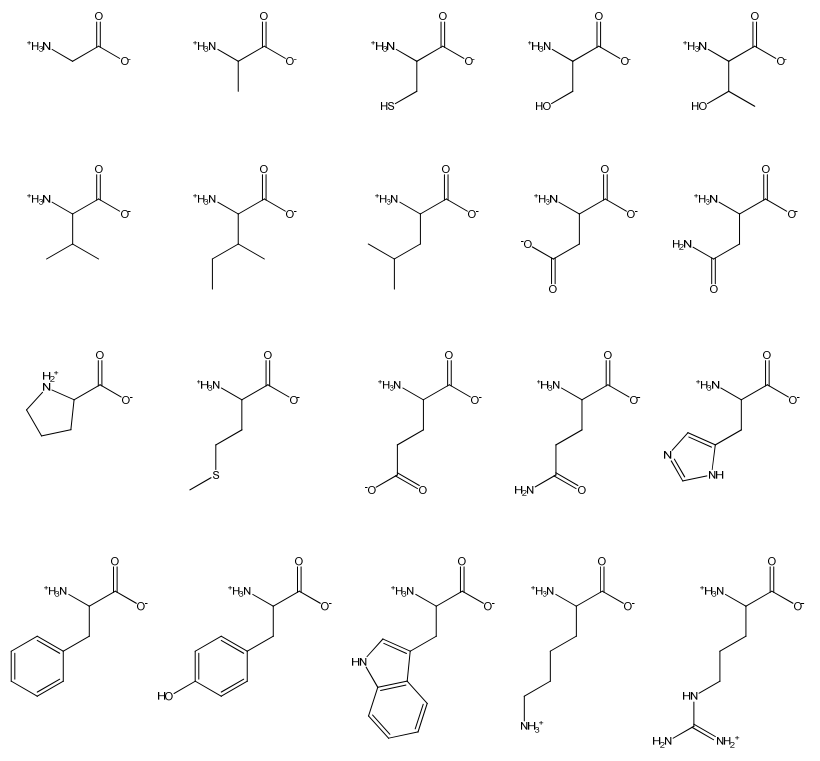 O O O O O
⁺H₃N O⁻ ⁺H₃N O⁻ ⁺H₃N O⁻ ⁺H₃N O⁻ ⁺H₃N O⁻
HS HO HO
O O O O O
⁺H₃N O⁻ ⁺H₃N O⁻ ⁺H₃N O⁻ ⁺H₃N O⁻ ⁺H₃N O⁻
⁻O H₂N
O O
O O O O O
H₂⁺
N O⁻ ⁺H₃N O⁻ ⁺H₃N O⁻ ⁺H₃N O⁻ ⁺H₃N O⁻
N
S NH
⁻O O H₂N O
O O O O O
⁺H₃N O⁻ ⁺H₃N O⁻ ⁺H₃N O⁻ ⁺H₃N O⁻ ⁺H₃N O⁻
HN
HO HN
NH₃⁺
H₂N NH₂⁺